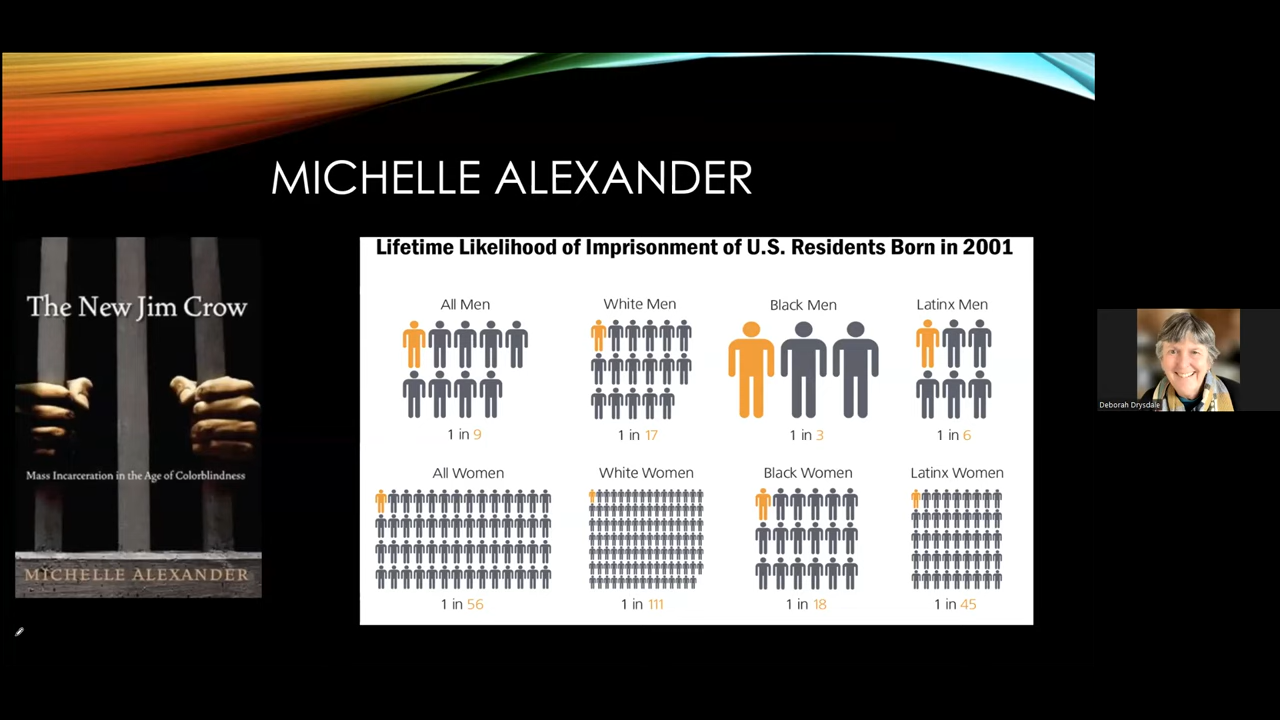 MICHELLE ALEXANDER
The New Jim Crow
Mass Incarceration in the Age of Colorblindness
MICHELLE ALEXANDER
Lifetime Likelihood of Imprisonment of U.S. Residents Born in 2001
All Men
White Men
Black Men
Latinx Men
1 in 9
1 in 17
1 in 3
1 in 6
All Women
White Women
Black Women
Latinx Women
1 in 56
1 in 111
1 in 18
1 in 45
Deborah Drysdale